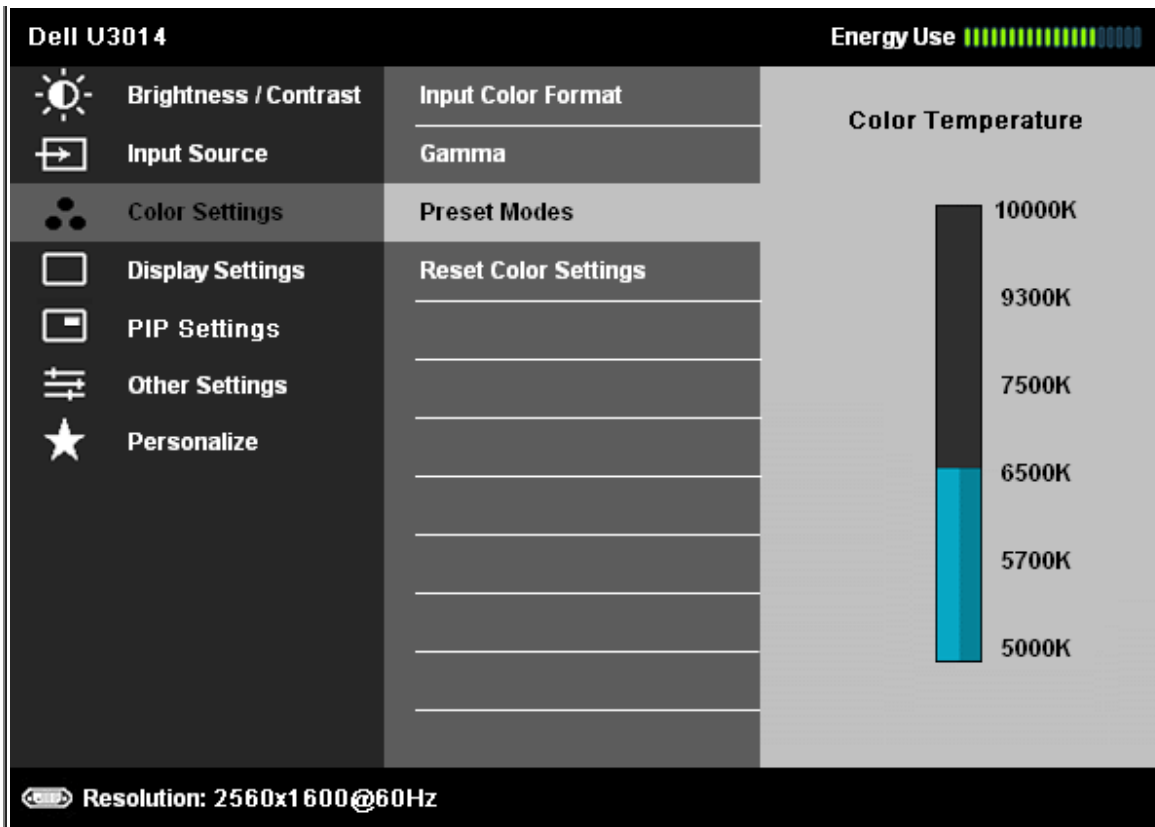 Dell U3014
Energy Use
Brightness / Contrast
Input Source
Color Settings
Display Settings
PIP Settings
Other Settings
Personalize
Input Color Format
Gamma
Preset Modes
Reset Color Settings
Color Temperature
10000K
9300K
7500K
6500K
5700K
5000K
Resolution: 2560x1600@60Hz